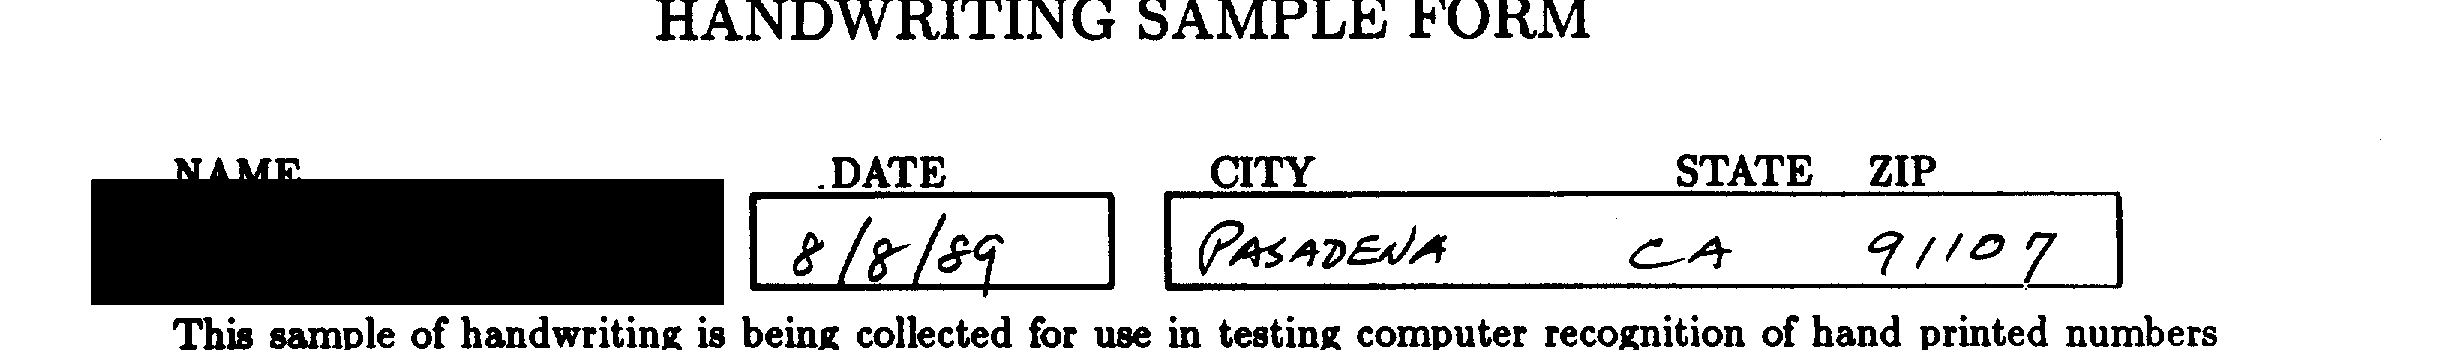 HANDWRITING SAMPLE FORM
NAME DATE CITY STATE ZIP
8/8/89 PASADENA CA 91107
This sample of handwriting is being collected for use in testing computer recognition of hand printed numbers